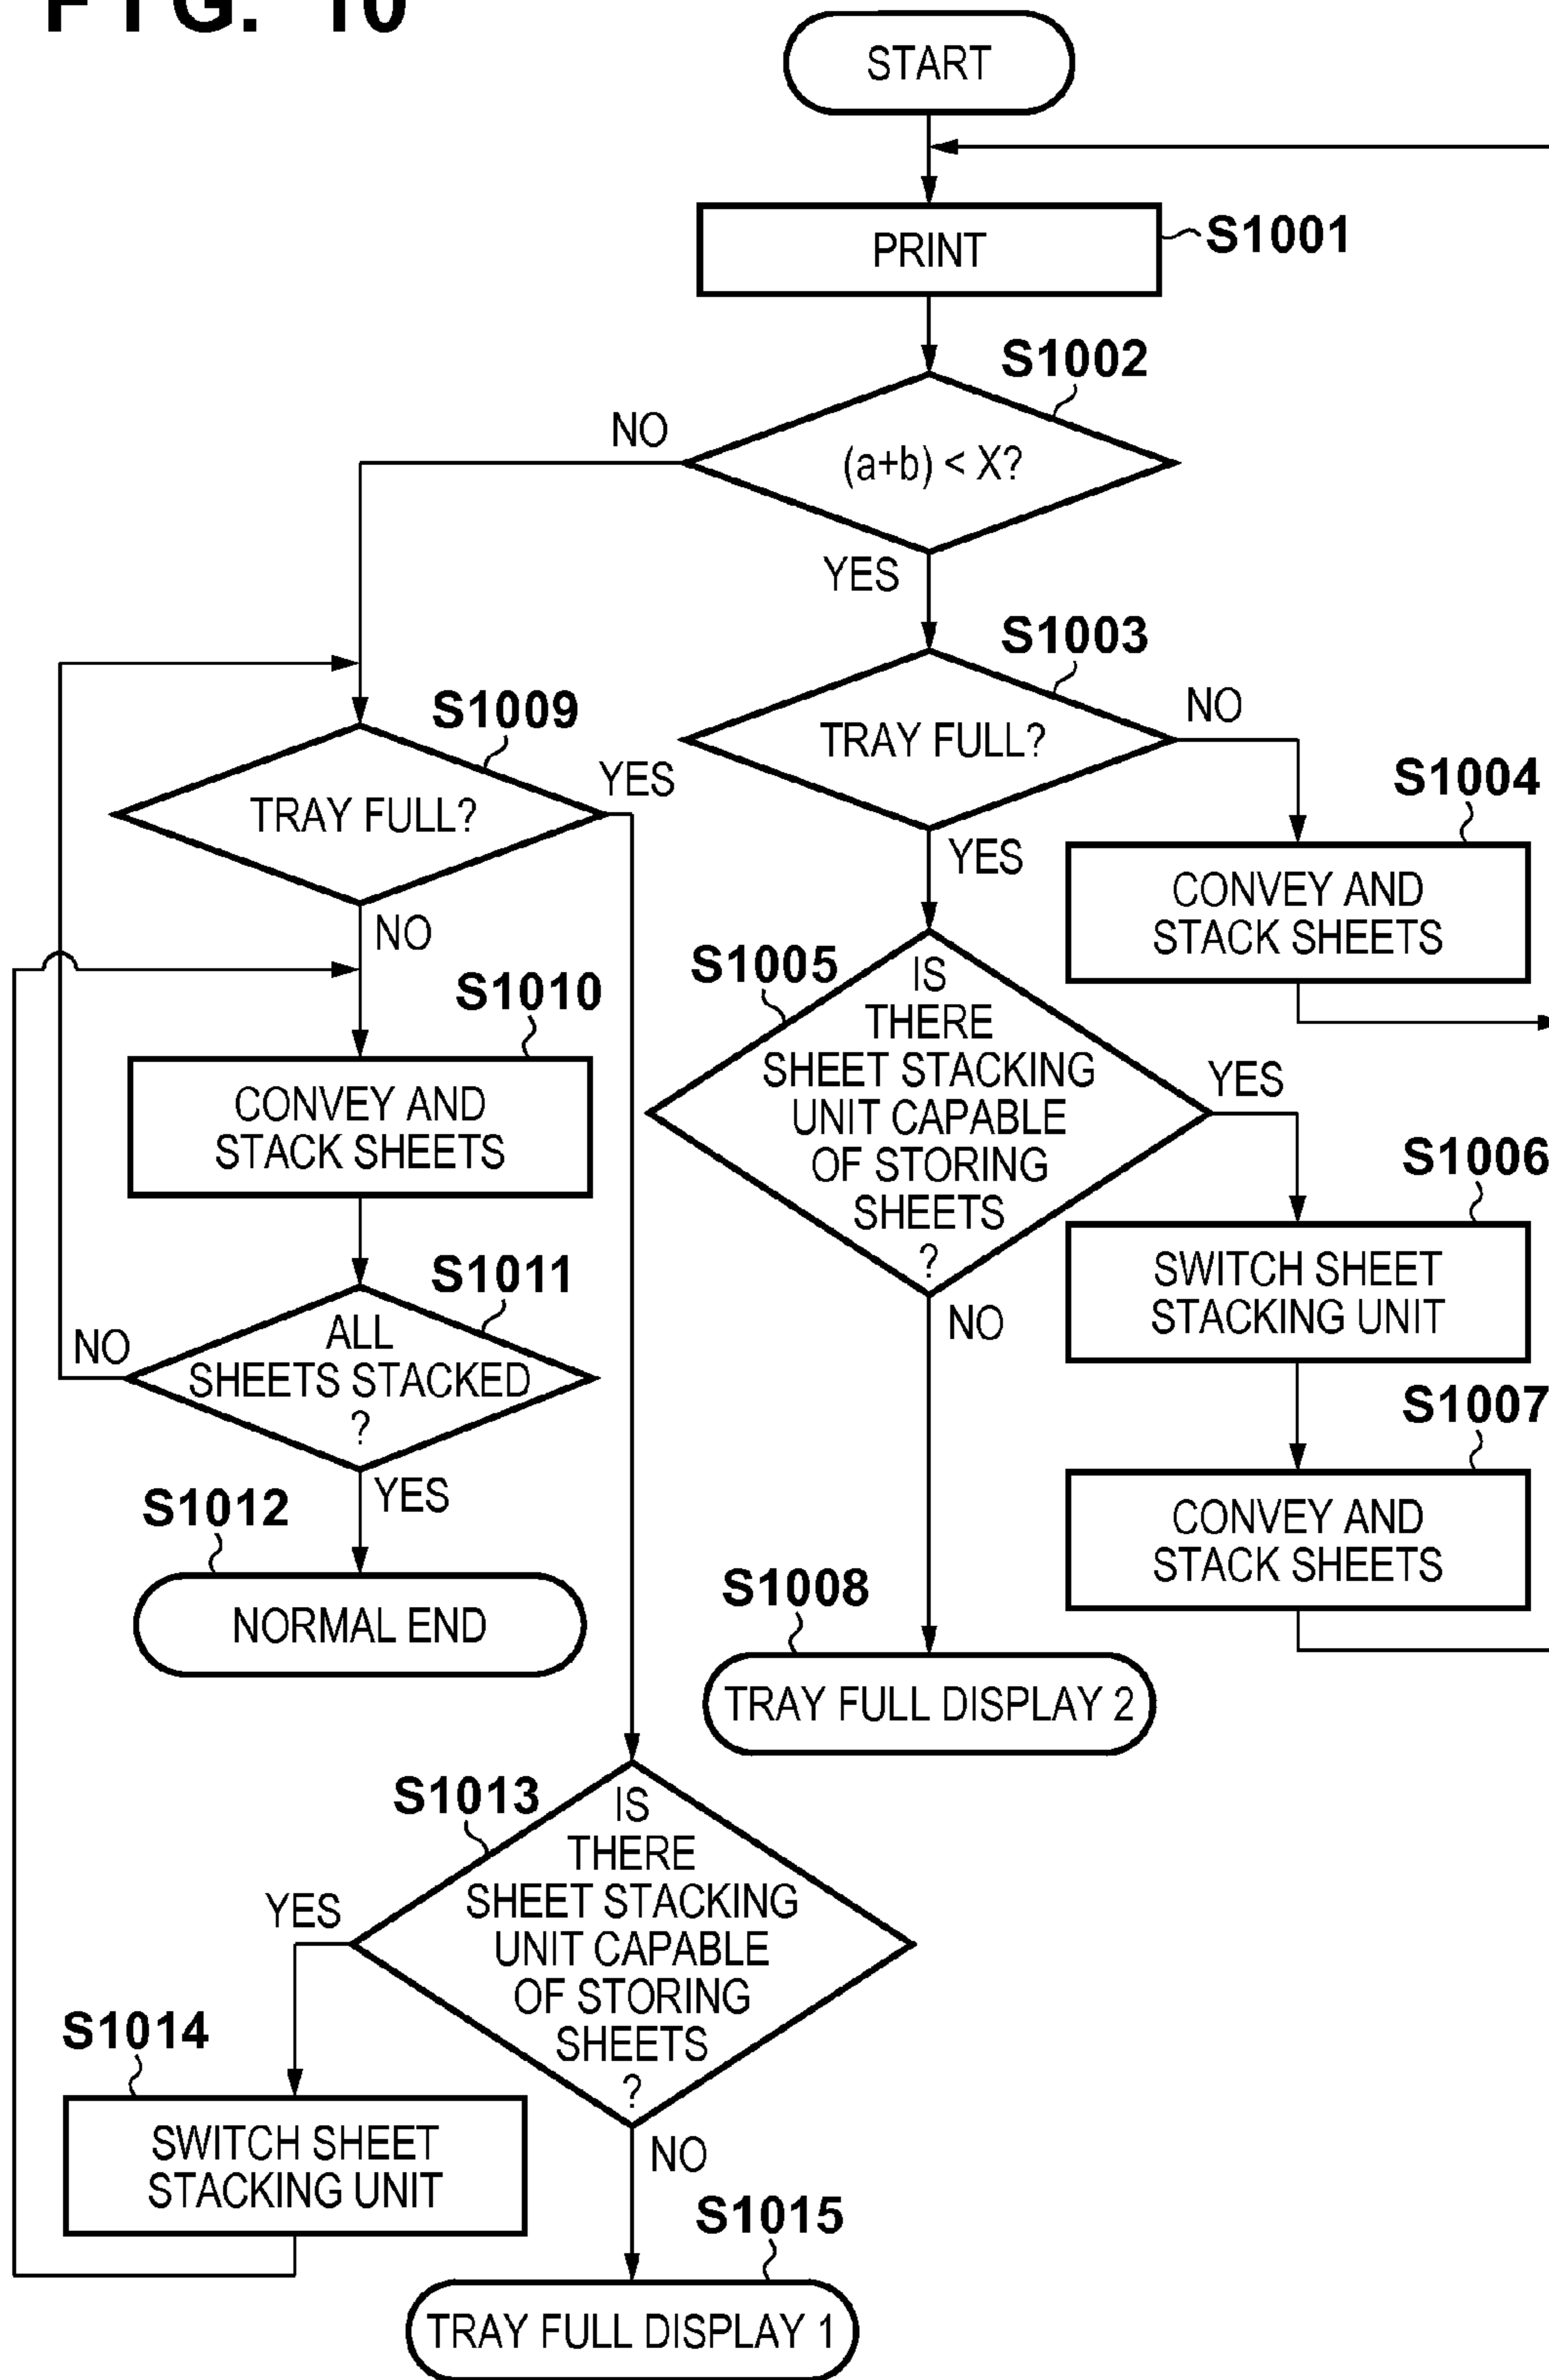 FIG. 10
START
PRINT
S1001
S1002
NO
(a+b) < X?
YES
S1003
NO
TRAY FULL?
YES
S1004
CONVEY AND
STACK SHEETS
S1005
IS
THERE
SHEET STACKING
UNIT CAPABLE
OF STORING
SHEETS
?
YES
NO
S1006
SWITCH SHEET
STACKING UNIT
S1007
CONVEY AND
STACK SHEETS
S1008
TRAY FULL DISPLAY 2
S1009
YES
TRAY FULL?
NO
S1010
CONVEY AND
STACK SHEETS
S1011
NO
ALL
SHEETS STACKED
?
YES
S1012
NORMAL END
S1013
IS
THERE
SHEET STACKING
UNIT CAPABLE
OF STORING
SHEETS
?
YES
NO
S1014
SWITCH SHEET
STACKING UNIT
S1015
TRAY FULL DISPLAY 1